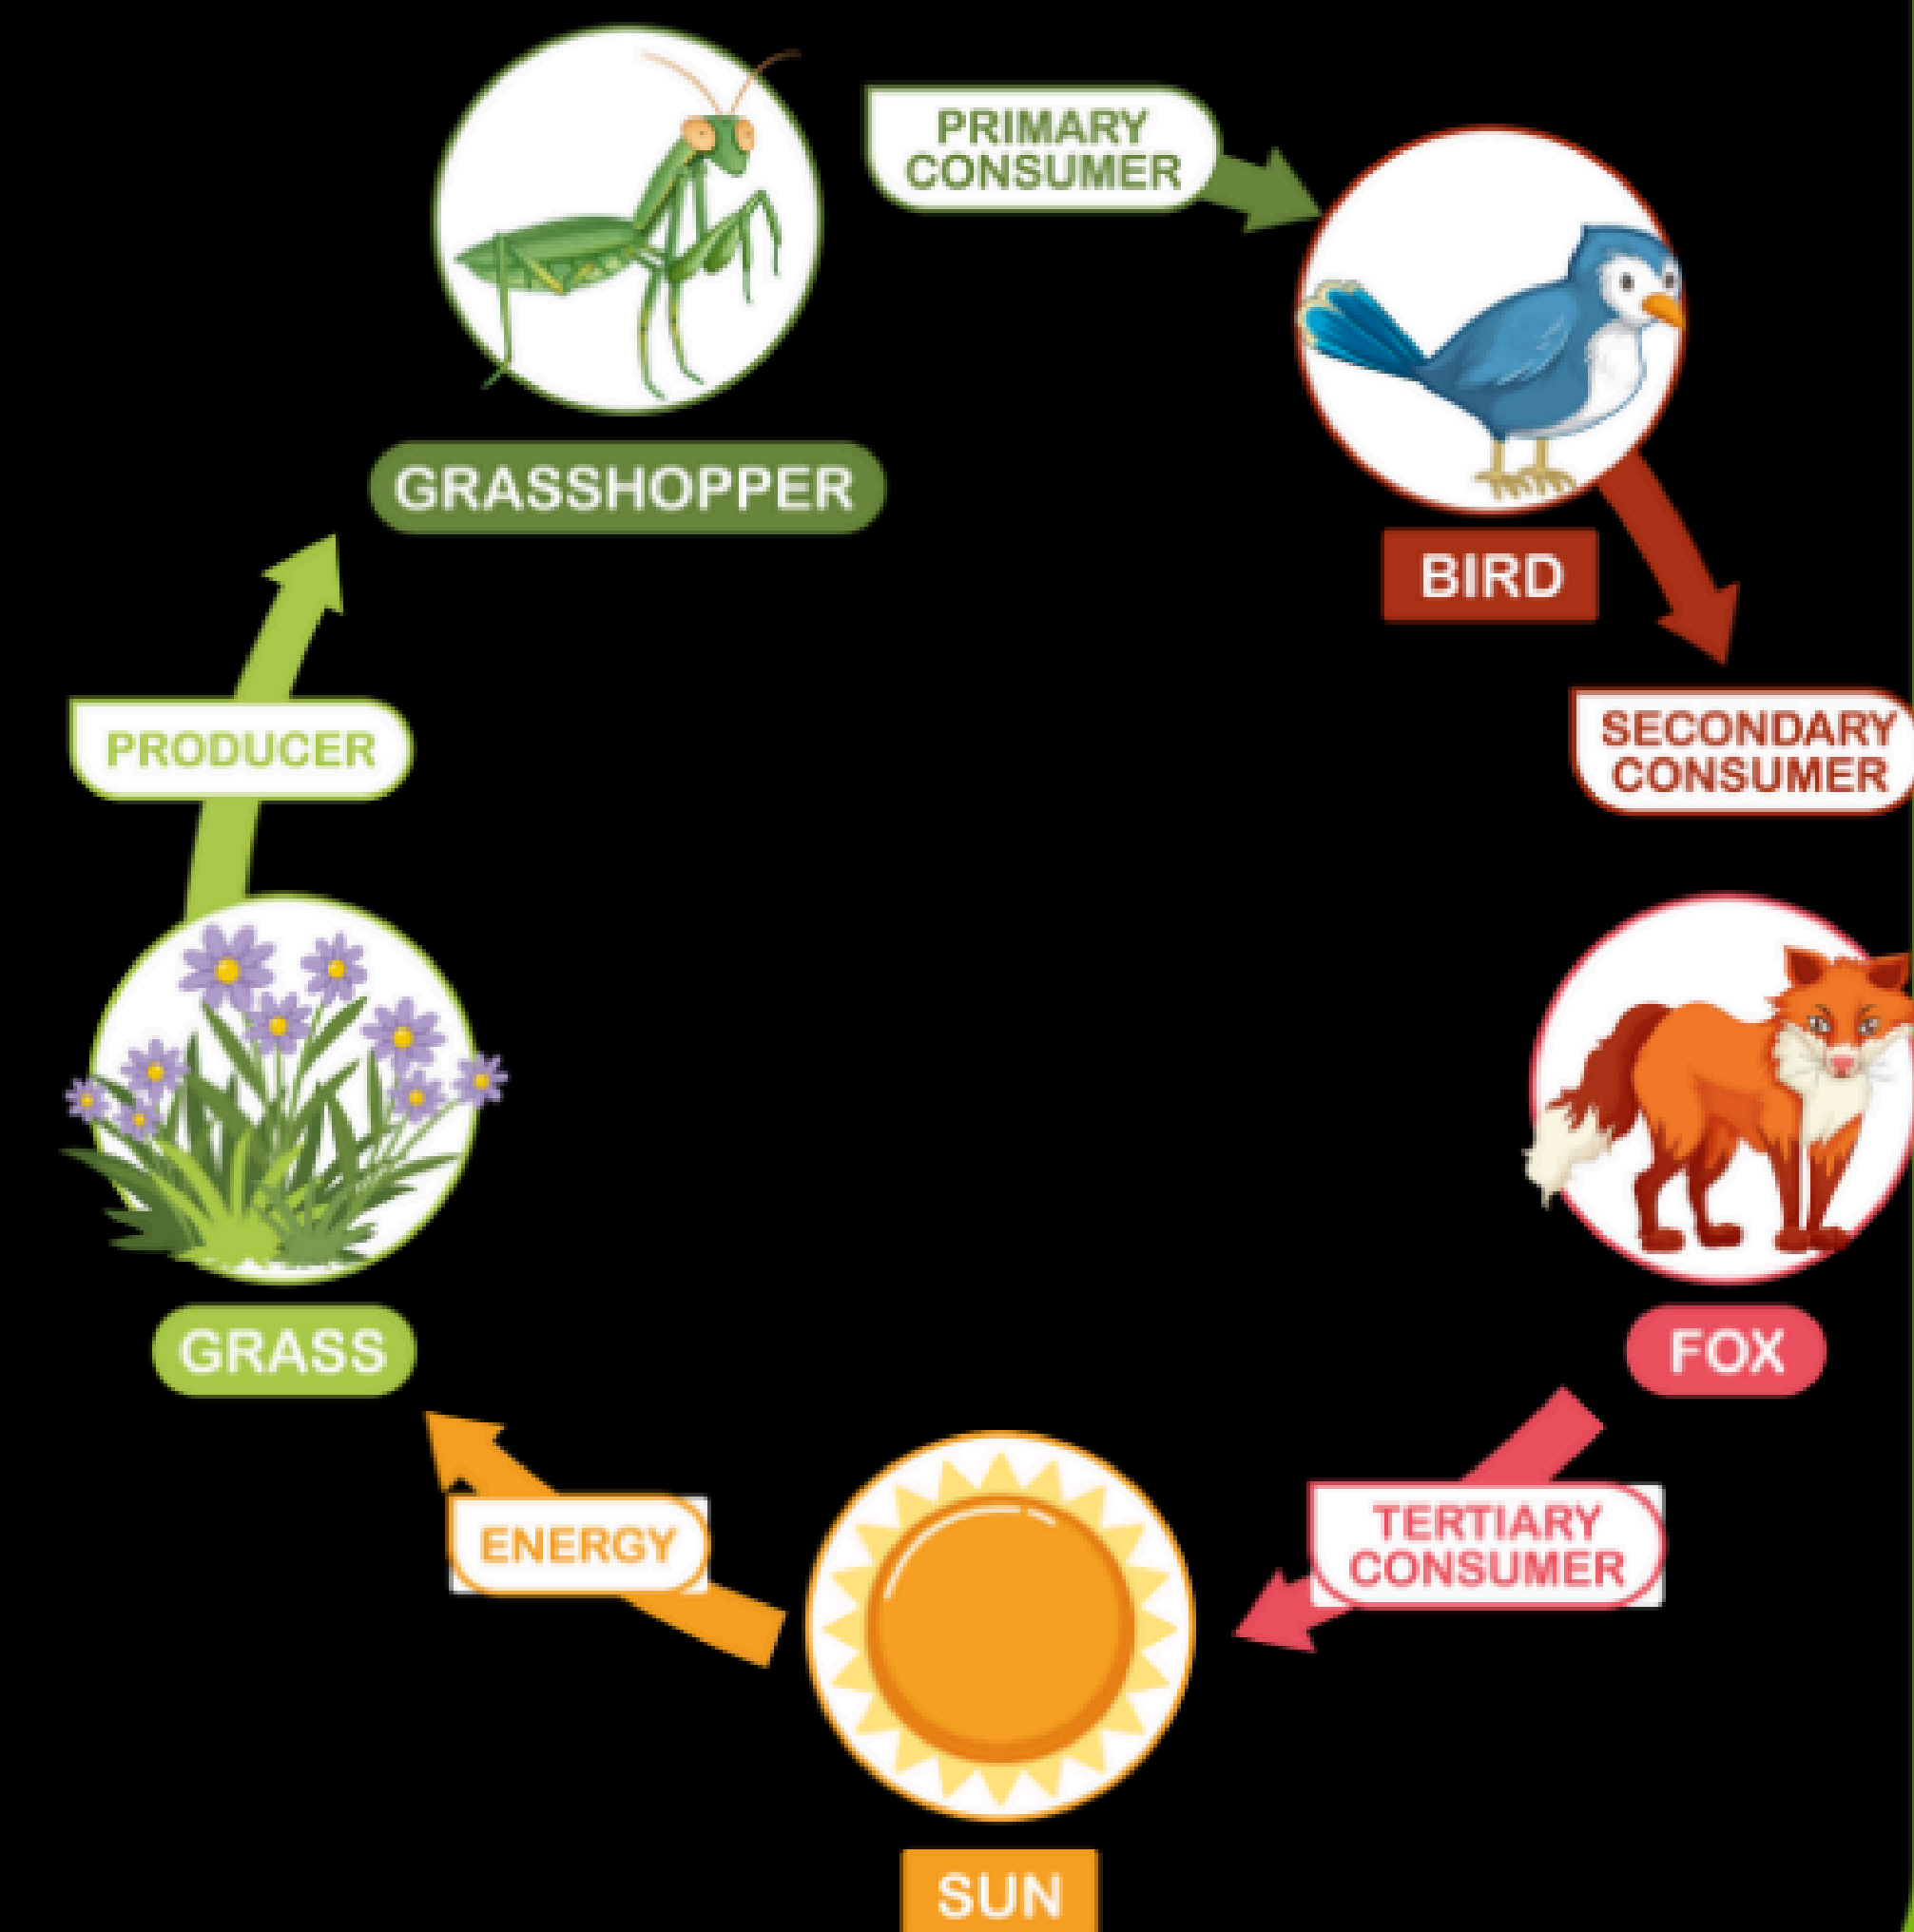 PRIMARY
CONSUMER
GRASSHOPPER
BIRD
PRODUCER
SECONDARY
CONSUMER
GRASS
FOX
ENERGY
TERTIARY
CONSUMER
SUN